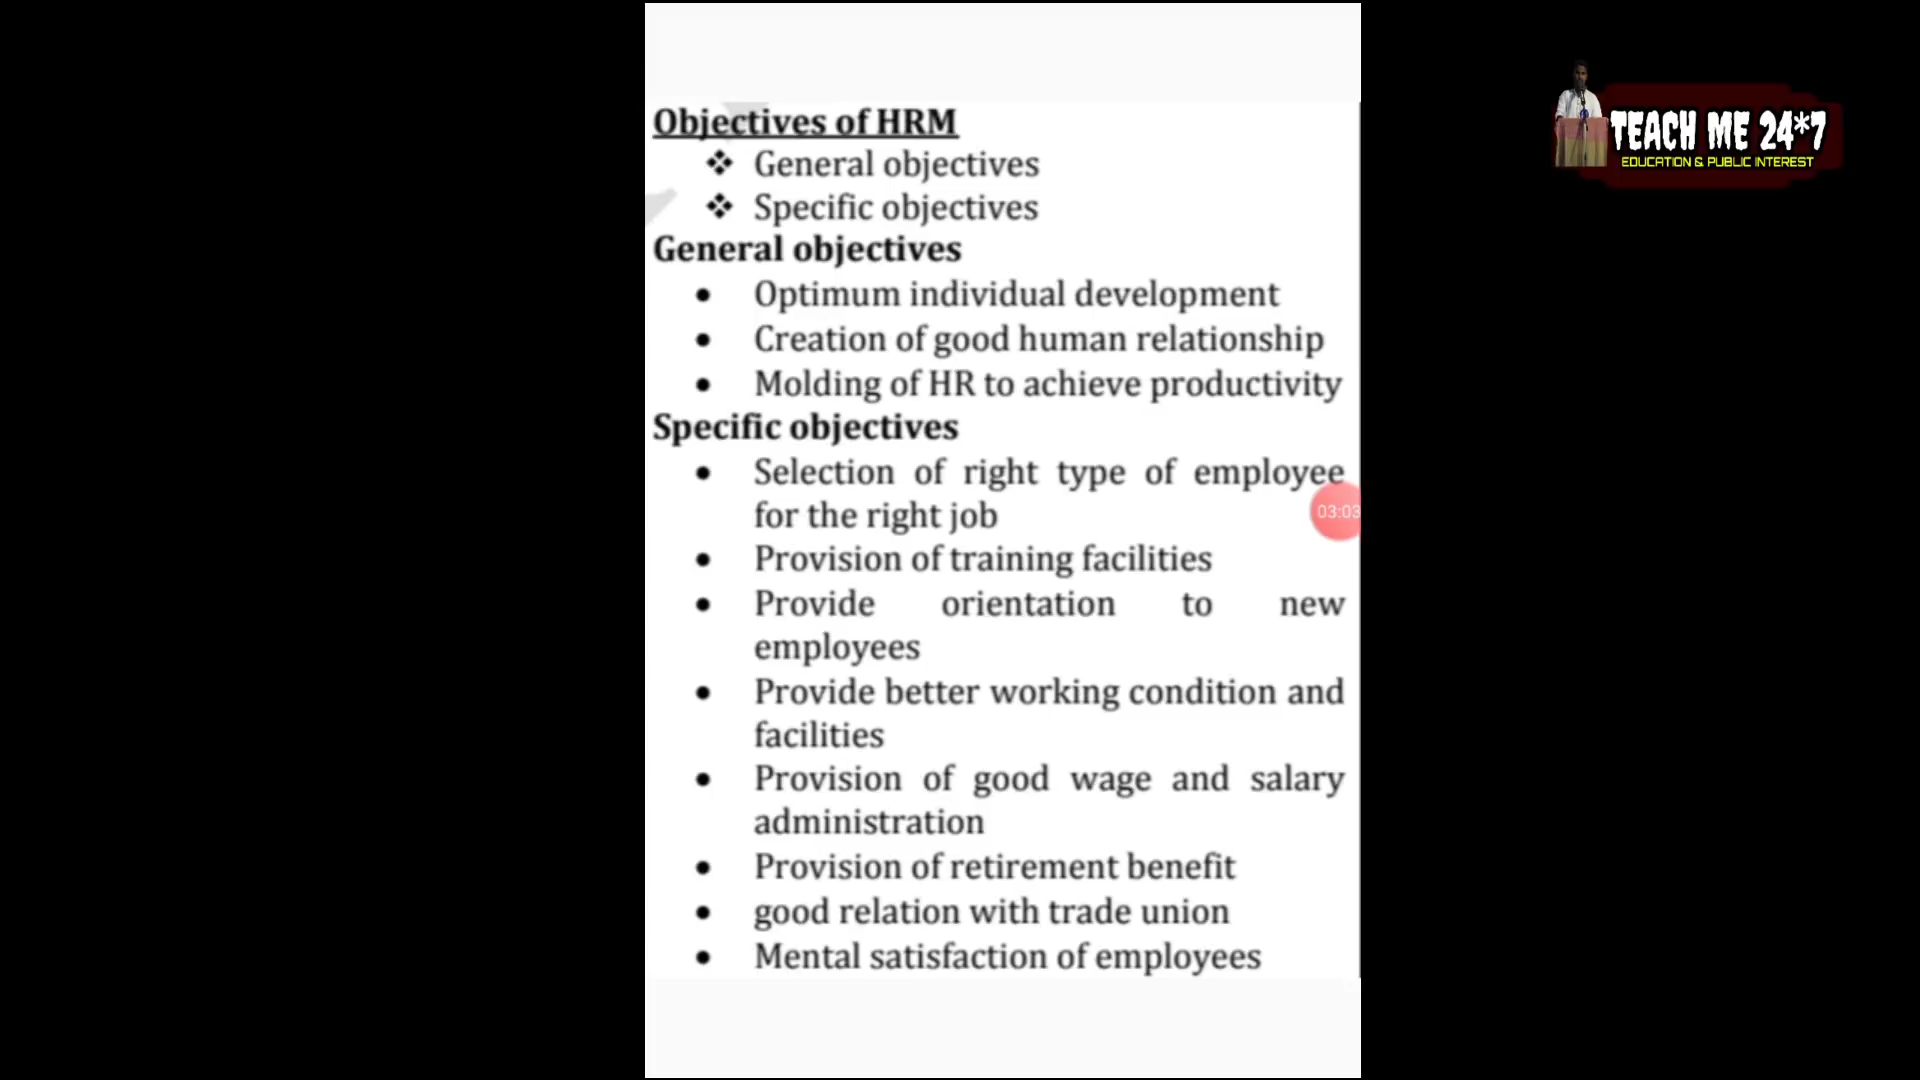 Objectives of HRM
❖ General objectives
❖ Specific objectives
General objectives
• Optimum individual development
• Creation of good human relationship
• Molding of HR to achieve productivity
Specific objectives
• Selection of right type of employee
for the right job
• Provision of training facilities
• Provide orientation to new
employees
• Provide better working condition and
facilities
• Provision of good wage and salary
administration
• Provision of retirement benefit
• good relation with trade union
• Mental satisfaction of employees
03:03
TEACH ME 24*7
EDUCATION & PUBLIC INTEREST